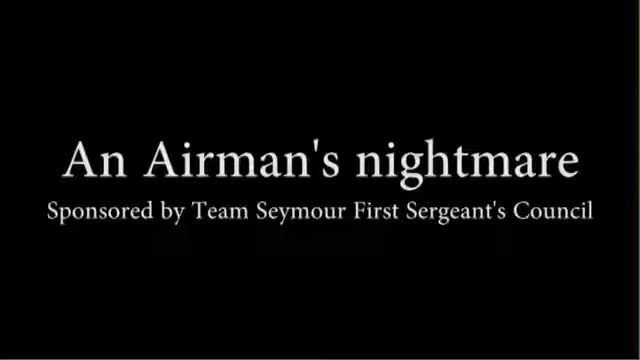 An Airman's nightmare
Sponsored by Team Seymour First Sergeant's Council